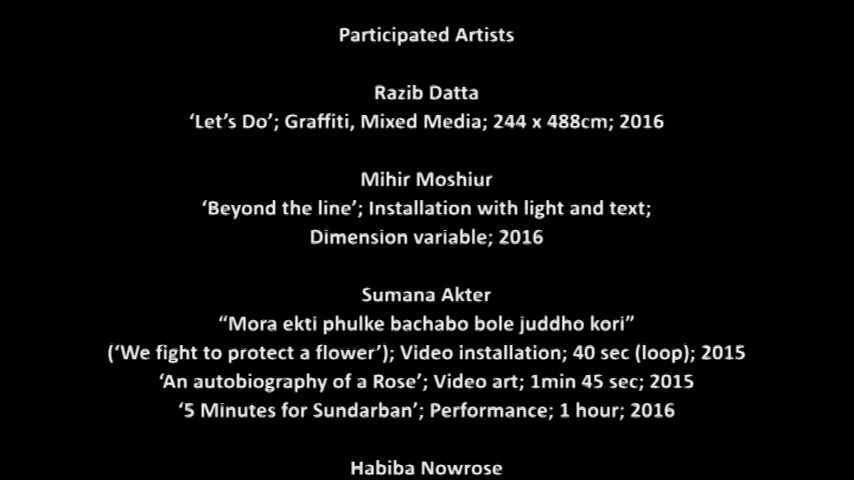 Participated Artists
Razib Datta
‘Let’s Do’; Graffiti, Mixed Media; 244 x 488cm; 2016
Mihir Moshiur
‘Beyond the line’; Installation with light and text;
Dimension variable; 2016
Sumana Akter
“Mora ekti phulke bachabo bole juddho kori”
(‘We fight to protect a flower’); Video installation; 40 sec (loop); 2015
‘An autobiography of a Rose’; Video art; 1min 45 sec; 2015
‘5 Minutes for Sundarban’; Performance; 1 hour; 2016
Habiba Nowrose